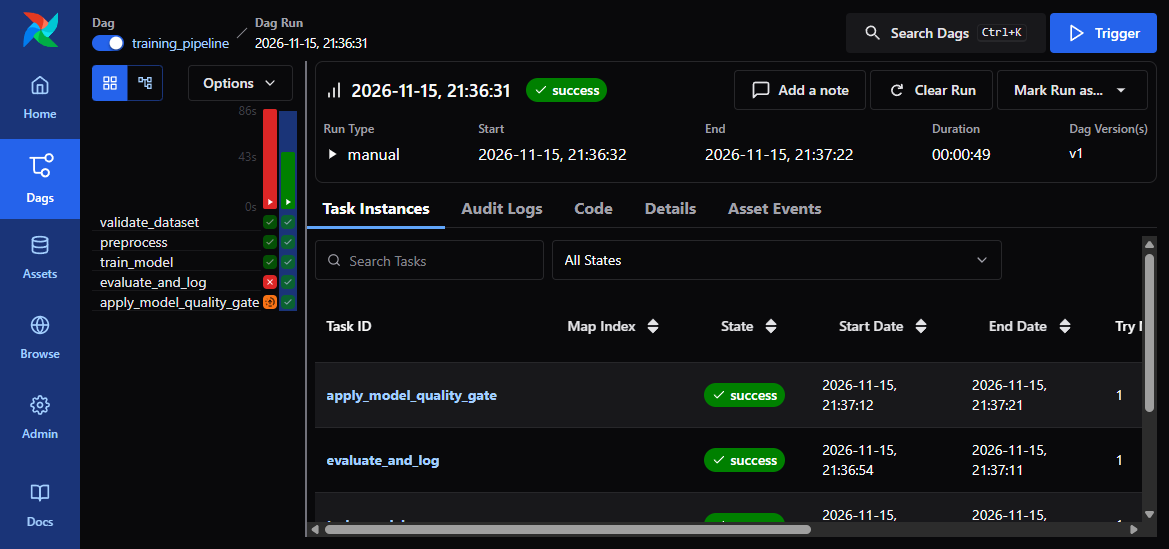 Dag
training_pipeline
Dag Run
2026-11-15, 21:36:31
Search Dags Ctrl+K
Trigger
Home
Dags
Assets
Browse
Admin
Docs
Options
86s
43s
0s
validate_dataset
preprocess
train_model
evaluate_and_log
apply_model_quality_gate
2026-11-15, 21:36:31
success
Add a note
Clear Run
Mark Run as...
Run Type
Start
End
Duration
Dag Version(s)
manual
2026-11-15, 21:36:32
2026-11-15, 21:37:22
00:00:49
v1
Task Instances
Audit Logs
Code
Details
Asset Events
Search Tasks
All States
Task ID
Map Index
State
Start Date
End Date
Try
apply_model_quality_gate
success
2026-11-15,
21:37:12
2026-11-15,
21:37:21
1
evaluate_and_log
success
2026-11-15,
21:36:54
2026-11-15,
21:37:11
1
2026-11-15,
2026-11-15,